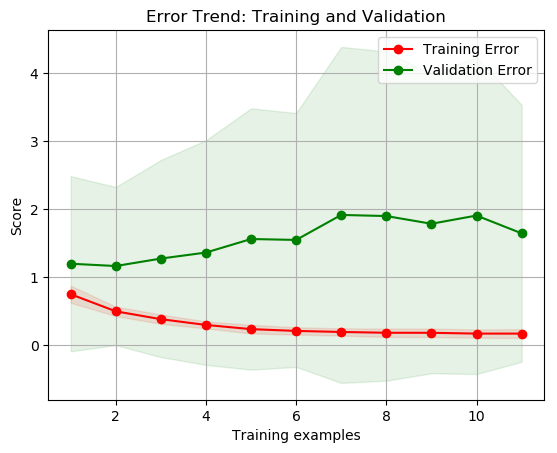 Error Trend: Training and Validation
Training Error
Validation Error
Score
4
3
2
1
0
2
4
6
8
10
Training examples